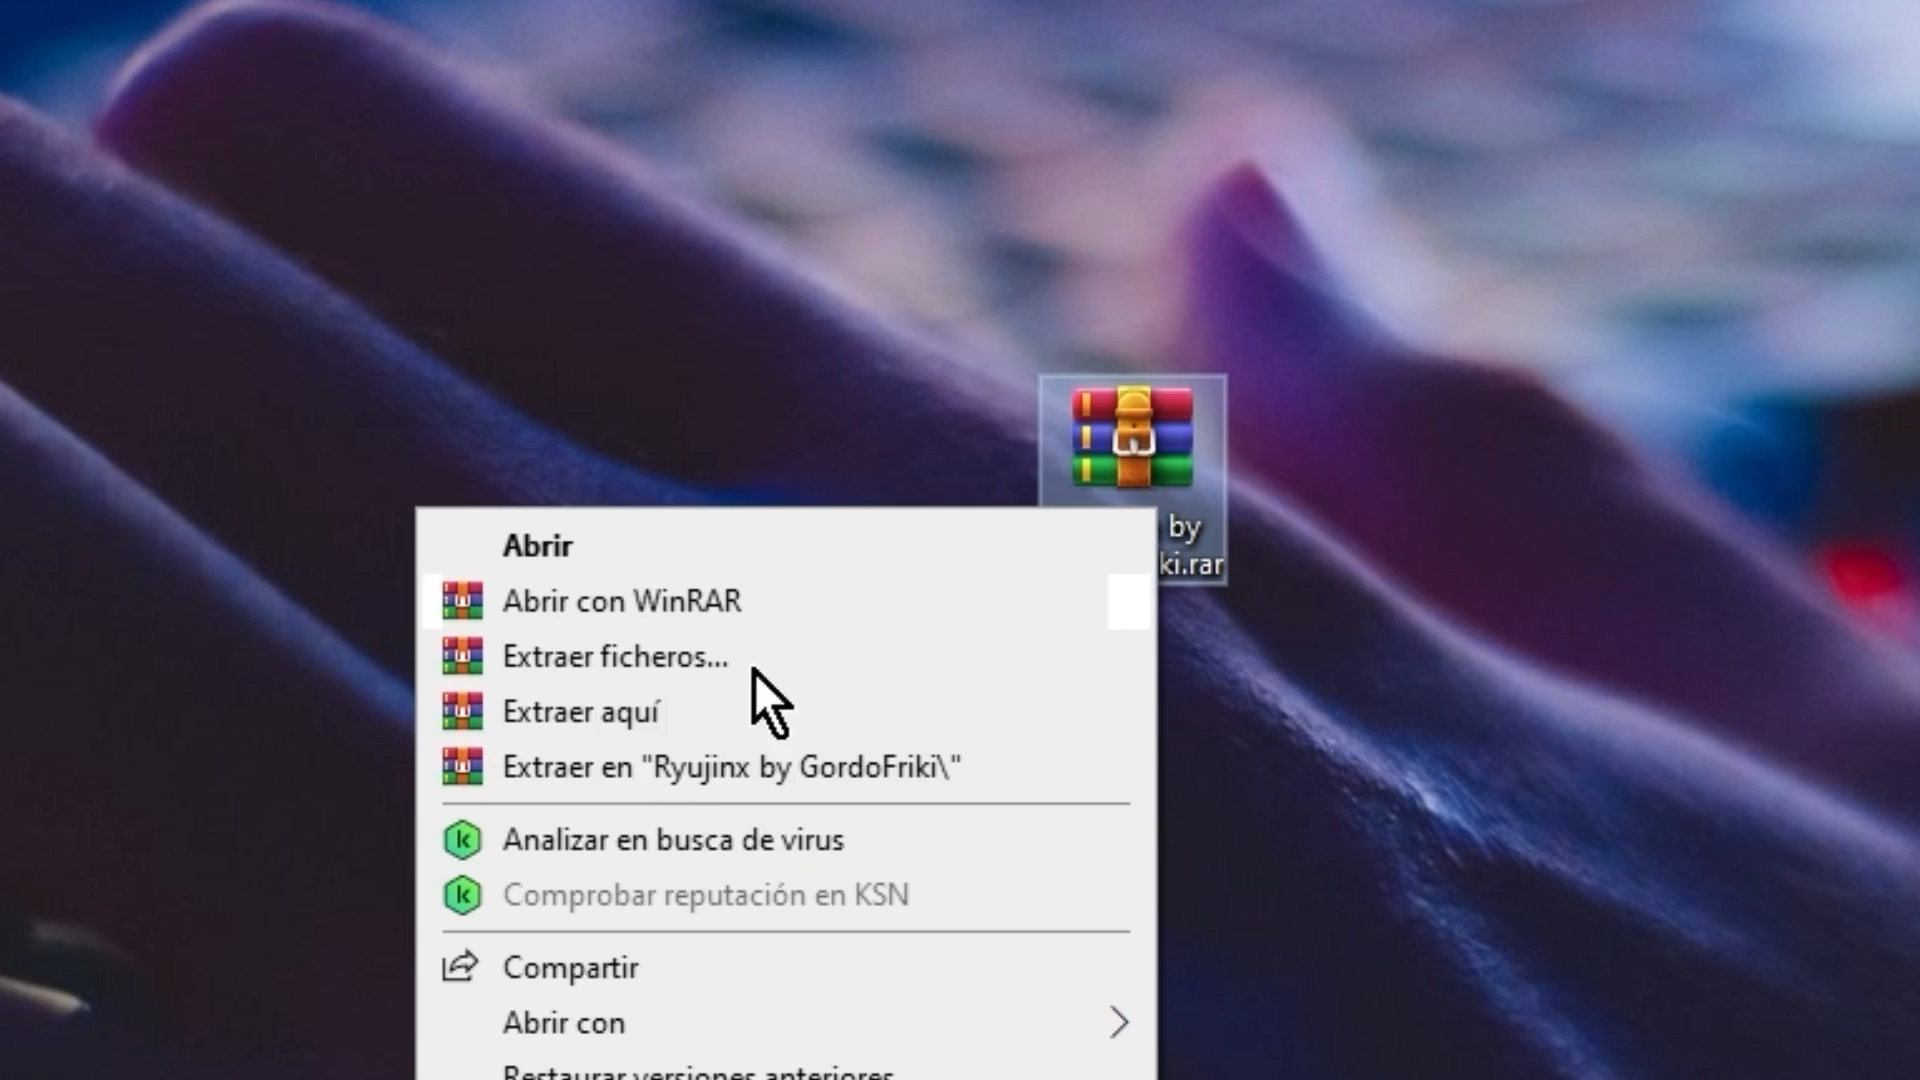 by
ki.rar
Abrir
Abrir con WinRAR
Extraer ficheros...
Extraer aquí
Extraer en "Ryujinx by GordoFriki\"
Analizar en busca de virus
Comprobar reputación en KSN
Compartir
Abrir con
Restaurar versiones anteriores